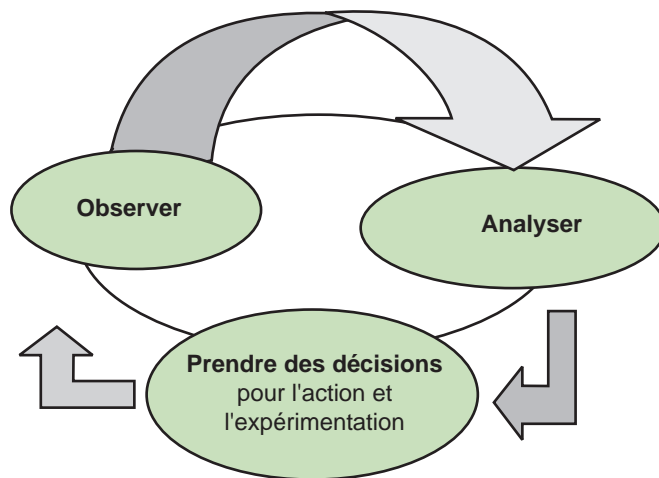 Observer
Analyser
Prendre des décisions
pour l'action et
l'expérimentation